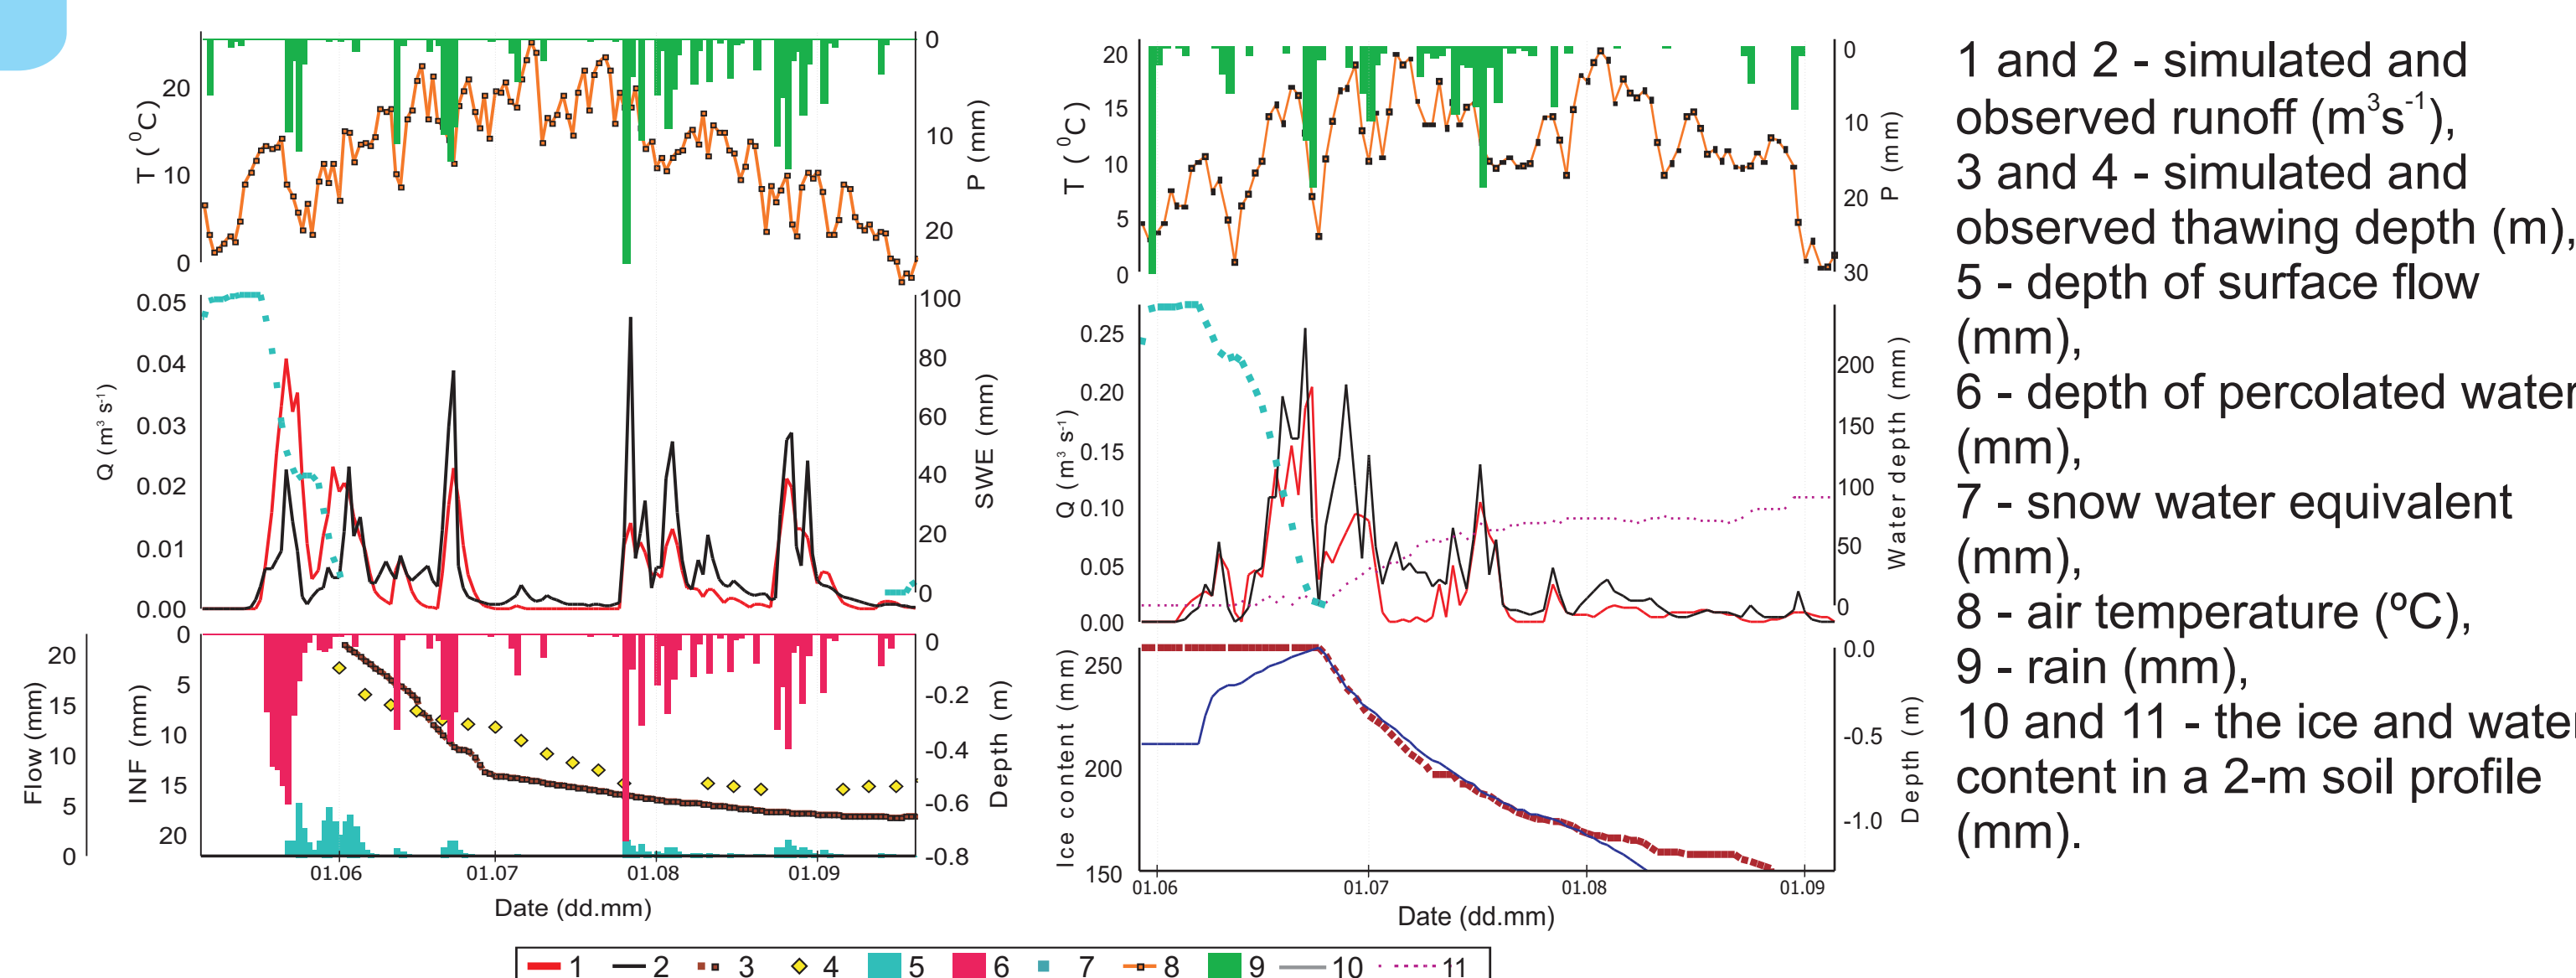 20
10
0
T (⁰C)
0
10
20
P (mm)
0.05
0.04
0.03
0.02
0.01
0.00
Q (m³ s⁻¹)
100
80
60
40
20
0
SWE (mm)
20
15
10
5
0
Flow (mm)
0
5
10
15
20
INF (mm)
0
-0.2
-0.4
-0.6
-0.8
Depth (m)
01.06 01.07 01.08 01.09
Date (dd.mm)
20
15
10
5
0
T (⁰C)
0
10
20
30
P (mm)
0.25
0.20
0.15
0.10
0.05
0.00
Q (m³ s⁻¹)
200
150
100
50
0
Water depth (mm)
250
200
150
Ice content (mm)
0.0
-0.5
-1.0
Depth (m)
01.06 01.07 01.08 01.09
Date (dd.mm)
1 2 3 4 5 6 7 8 9 10 11
1 and 2 - simulated and
observed runoff (m³s⁻¹),
3 and 4 - simulated and
observed thawing depth (m),
5 - depth of surface flow
(mm),
6 - depth of percolated water
(mm),
7 - snow water equivalent
(mm),
8 - air temperature (ºC),
9 - rain (mm),
10 and 11 - the ice and water
content in a 2-m soil profile
(mm).